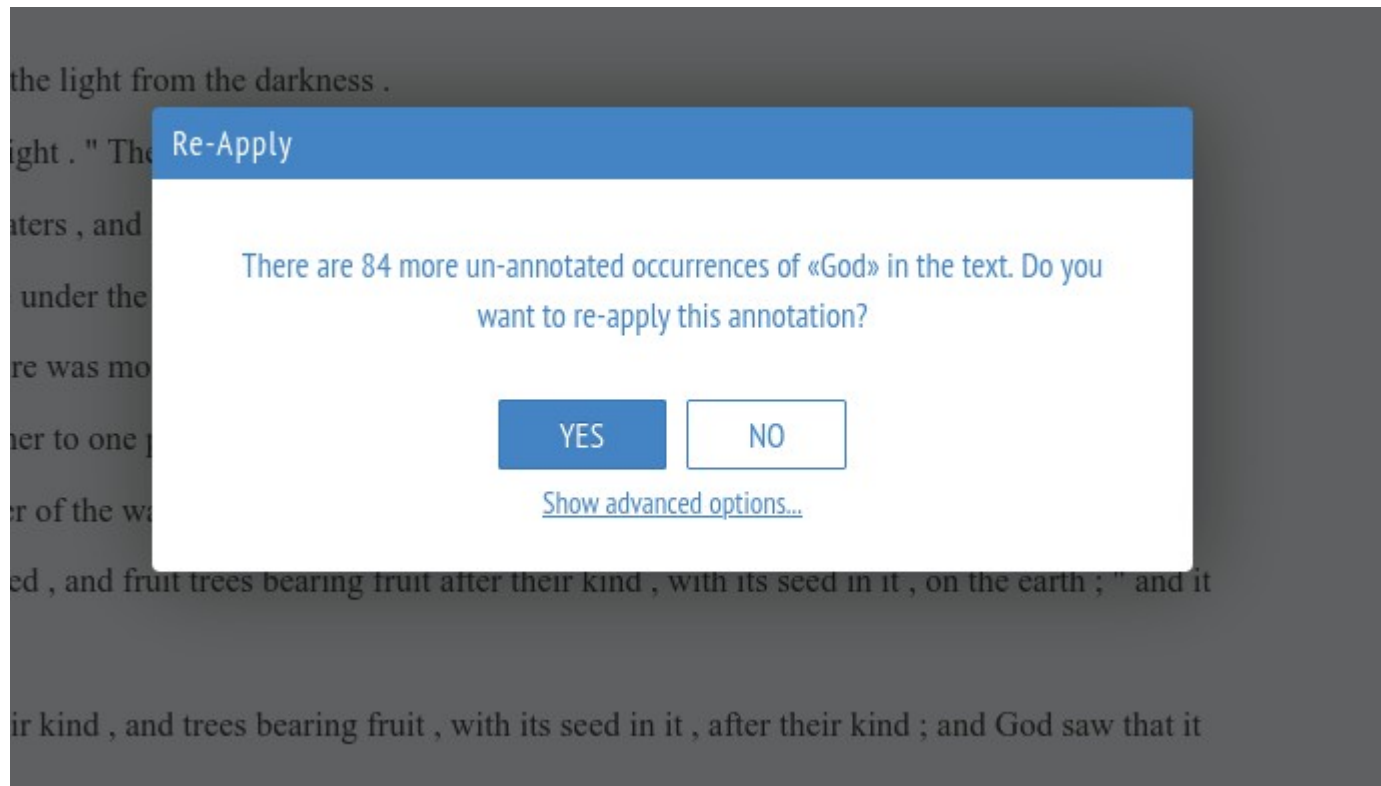 the light from the darkness .
ight . " The
Re-Apply
aters , and
There are 84 more un-annotated occurrences of «God» in the text. Do you
under the
want to re-apply this annotation?
re was mo
YES
NO
er to one
Show advanced options...
r of the wa
ed , and fruit trees bearing fruit after their kind , with its seed in it , on the earth ; " and it
ir kind , and trees bearing fruit , with its seed in it , after their kind ; and God saw that it